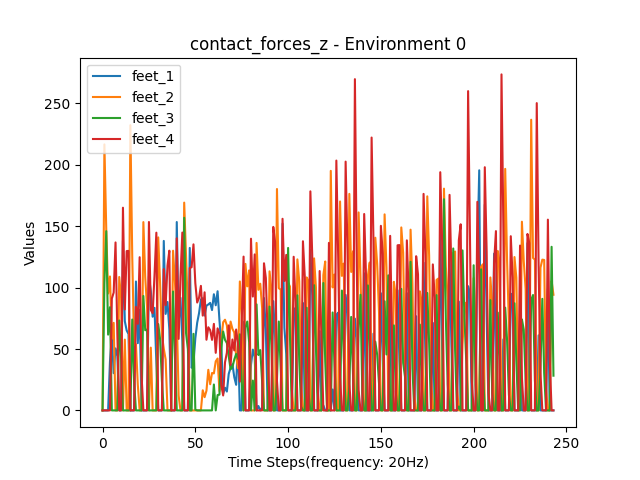 contact_forces_z - Environment 0
feet_1
feet_2
feet_3
feet_4
Values
250
200
150
100
50
0
0
50
100
150
200
250
Time Steps(frequency: 20Hz)